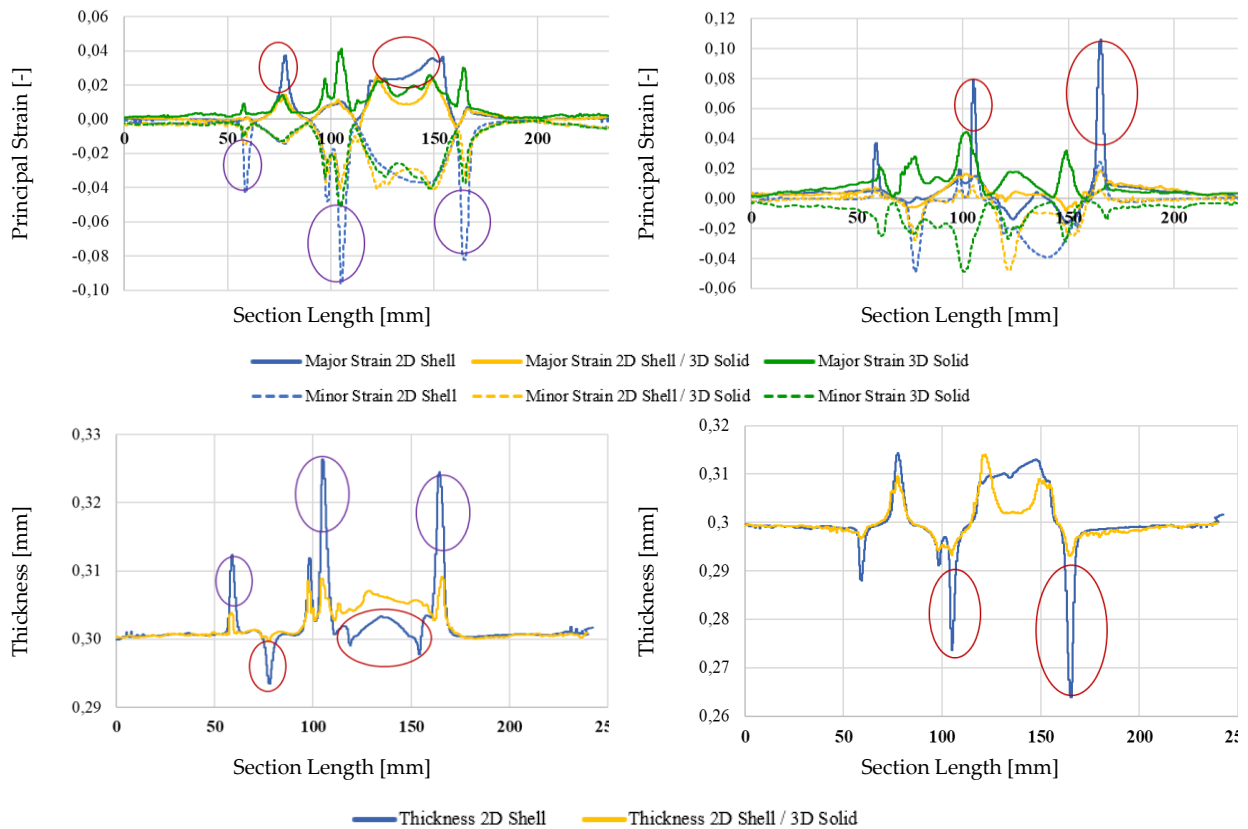 Principal Strain [-]
0,06
0,04
0,02
0,00
-0,02
-0,04
-0,06
-0,08
-0,10
0 50 100 150 200
Section Length [mm]
Principal Strain [-]
0,12
0,10
0,08
0,06
0,04
0,02
0,00
-0,02
-0,04
-0,06
0 50 100 150 200
Section Length [mm]
Major Strain 2D Shell Major Strain 2D Shell / 3D Solid Major Strain 3D Solid
Minor Strain 2D Shell Minor Strain 2D Shell / 3D Solid Minor Strain 3D Solid
Thickness [mm]
0,33
0,32
0,31
0,30
0,29
0 50 100 150 200 250
Section Length [mm]
Thickness [mm]
0,32
0,31
0,3
0,29
0,28
0,27
0,26
0 50 100 150 200 25
Section Length [mm]
Thickness 2D Shell Thickness 2D Shell / 3D Solid